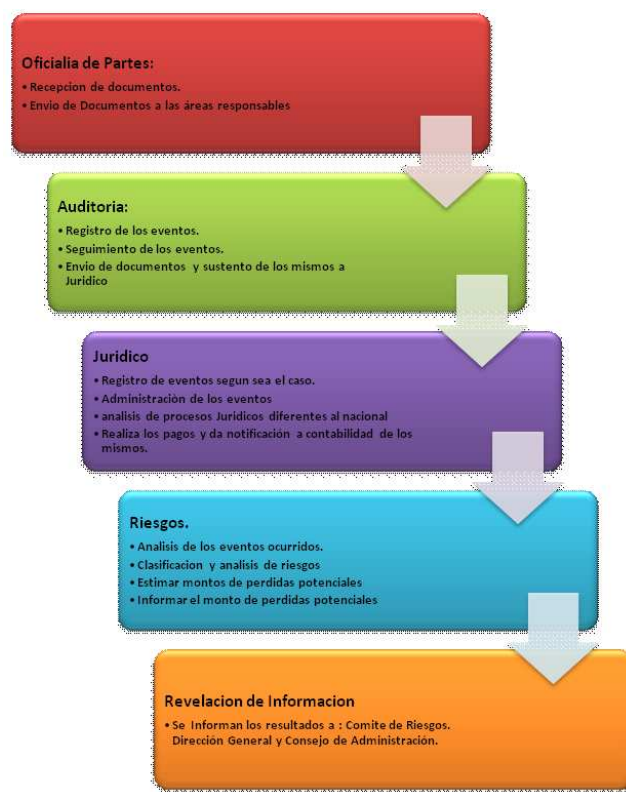 Oficialia de Partes:
• Recepcion de documentos.
• Envio de Documentos a las áreas responsables
Auditoria:
• Registro de los eventos.
• Seguimiento de los eventos.
• Envio de documentos y sustento de los mismos a
Juridico
Juridico
• Registro de eventos segun sea el caso.
• Administraciòn de los eventos
• analisis de procesos Juridicos diferentes al nacional
• Realiza los pagos y da notificación a contabilidad de los
mismos.
Riesgos.
• Analisis de los eventos ocurridos.
• Clasificacion y analisis de riesgos
• Estimar montos de perdidas potenciales
• Informar el monto de perdidas potenciales
Revelacion de Informacion
• Se Informan los resultados a : Comite de Riesgos.
Dirección General y Consejo de Administración.